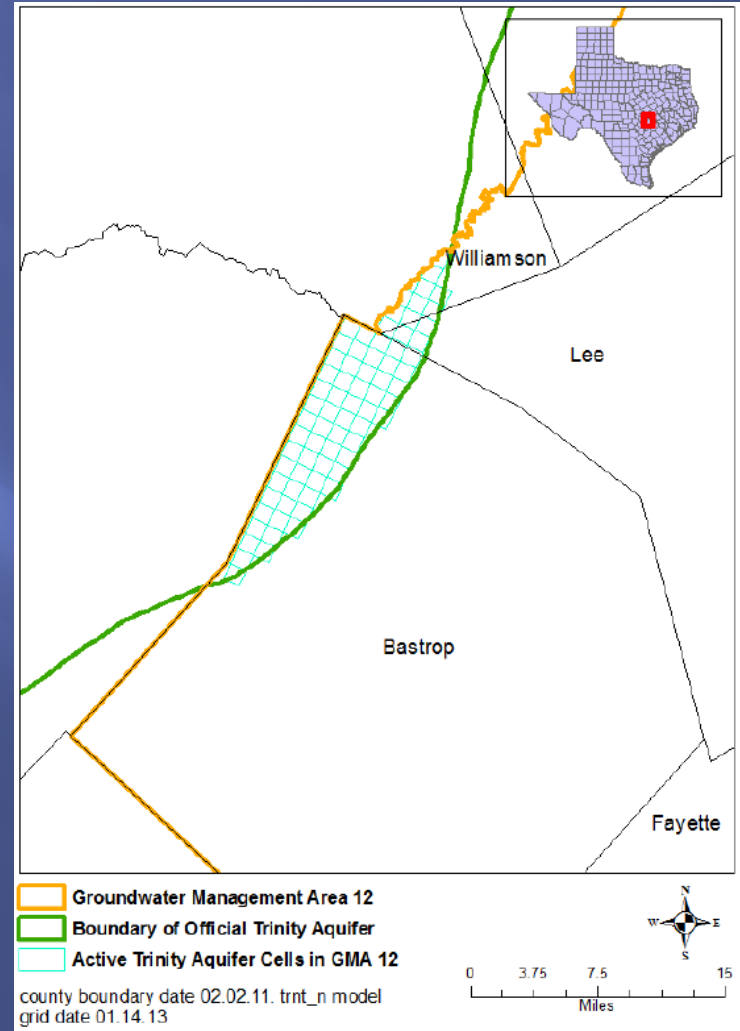 Williamson
Lee
Bastrop
Fayette
Groundwater Management Area 12
Boundary of Official Trinity Aquifer
Active Trinity Aquifer Cells in GMA 12
county boundary date 02.02.11. trnt_n model
grid date 01.14.13
N
W E
S
0 3.75 7.5 15
Miles